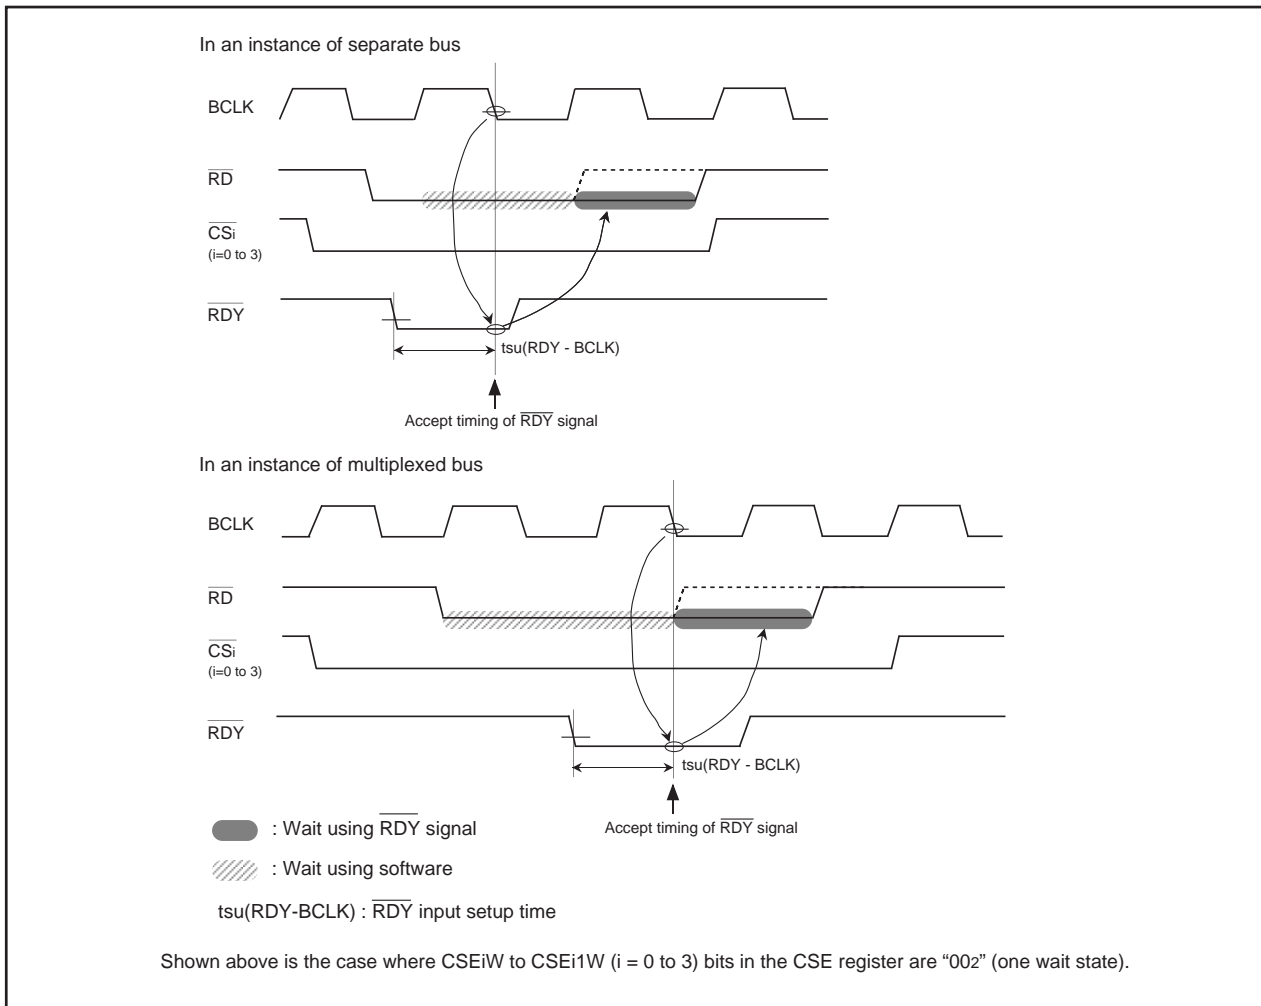 In an instance of separate bus
BCLK
RD
CSi
(i=0 to 3)
RDY
tsu(RDY - BCLK)
Accept timing of RDY signal
In an instance of multiplexed bus
BCLK
RD
CSi
(i=0 to 3)
RDY
tsu(RDY - BCLK)
Accept timing of RDY signal
: Wait using RDY signal
: Wait using software
tsu(RDY-BCLK) : RDY input setup time
Shown above is the case where CSEiW to CSEi1W (i = 0 to 3) bits in the CSE register are “002” (one wait state).